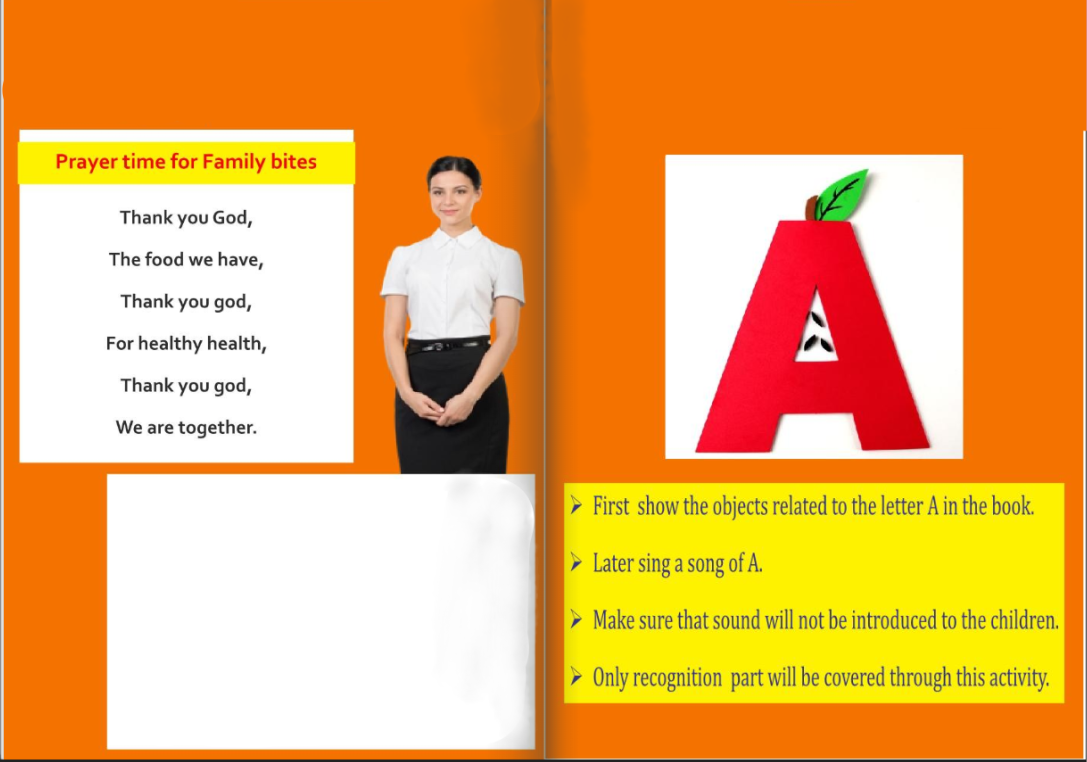 Prayer time for Family bites
Thank you God,
The food we have,
Thank you god,
For healthy health,
Thank you god,
We are together.
A
➢ First show the objects related to the letter A in the book.
➢ Later sing a song of A.
➢ Make sure that sound will not be introduced to the children.
➢ Only recognition part will be covered through this activity.